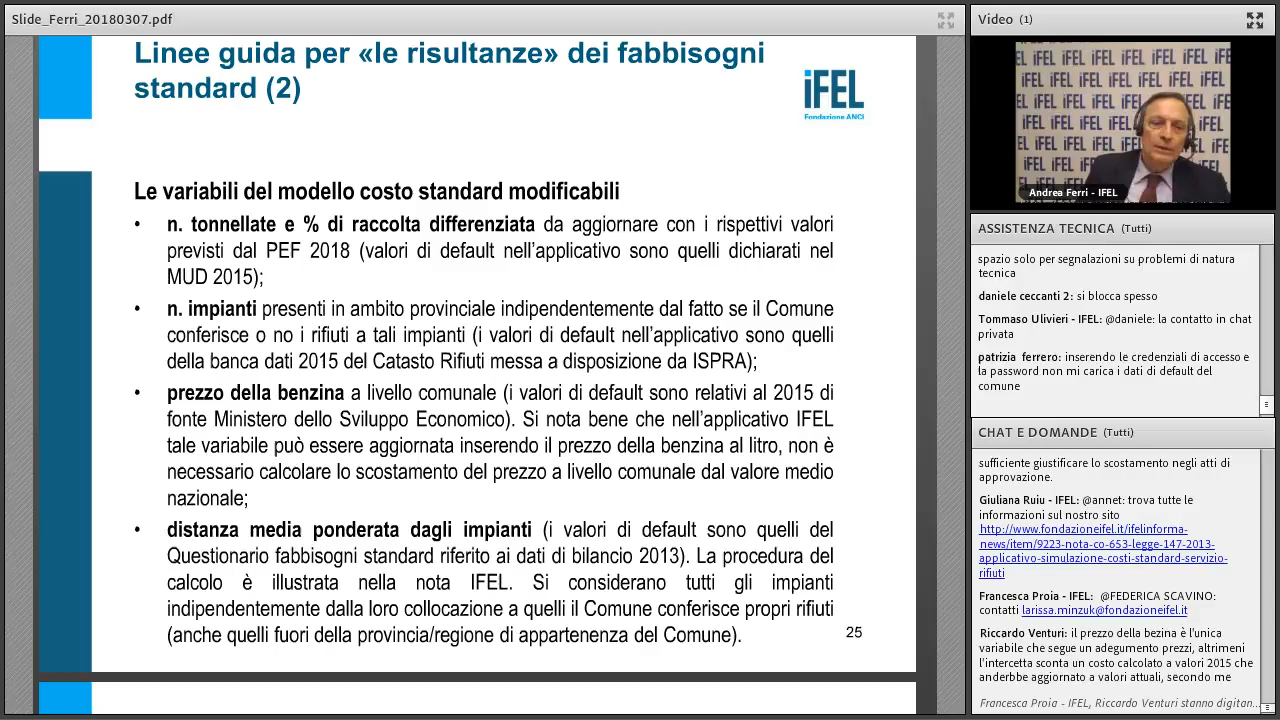 Slide_Ferri_20180307.pdf
Linee guida per «le risultanze» dei fabbisogni
standard (2)
iFEL
Fondazione ANCI
Le variabili del modello costo standard modificabili
• n. tonnellate e % di raccolta differenziata da aggiornare con i rispettivi valori
previsti dal PEF 2018 (valori di default nell'applicativo sono quelli dichiarati nel
MUD 2015);
• n. impianti presenti in ambito provinciale indipendentemente dal fatto se il Comune
conferisce o no i rifiuti a tali impianti (i valori di default nell'applicativo sono quelli
della banca dati 2015 del Catasto Rifiuti messa a disposizione da ISPRA);
• prezzo della benzina a livello comunale (i valori di default sono relativi al 2015 di
fonte Ministero dello Sviluppo Economico). Si nota bene che nell'applicativo IFEL
tale variabile può essere aggiornata inserendo il prezzo della benzina al litro, non è
necessario calcolare lo scostamento del prezzo a livello comunale dal valore medio
nazionale;
• distanza media ponderata dagli impianti (i valori di default sono quelli del
Questionario fabbisogni standard riferito ai dati di bilancio 2013). La procedura del
calcolo è illustrata nella nota IFEL. Si considerano tutti gli impianti
indipendentemente dalla loro collocazione a quelli il Comune conferisce propri rifiuti
(anche quelli fuori della provincia/regione di appartenenza del Comune).
25
Video (1)
Andrea Ferri - IFEL
ASSISTENZA TECNICA (Tutti)
spazio solo per segnalazioni su problemi di natura
tecnica
daniele ceccanti 2: si blocca spesso
Tommaso Ulivieri - IFEL: @daniele: la contatto in chat
privata
patrizia ferrero: inserendo le credenziali di accesso e
la password non mi carica i dati di default del
comune
CHAT E DOMANDE (Tutti)
sufficiente giustificare lo scostamento negli atti di
approvazione.
Giuliana Ruiu - IFEL: @annet: trova tutte le
informazioni sul nostro sito
http://www.fondazioneifel.it/ifelinforma-
news/item/9223-nota-co-653-legge-147-2013-
applicativo-simulazione-costi-standard-servizio-
rifiuti
Francesca Proia - IFEL: @FEDERICA SCAVINO:
contatti larissa.minzuk@fondazioneifel.it
Riccardo Venturi: il prezzo della bezina è l'unica
variabile che segue un adegumento prezzi, altrimeni
l'intercetta sconta un costo calcolato a valori 2015 che
anderbbe aggiornato a valori attuali, secondo me
Francesca Proia - IFEL, Riccardo Venturi stanno digitan...